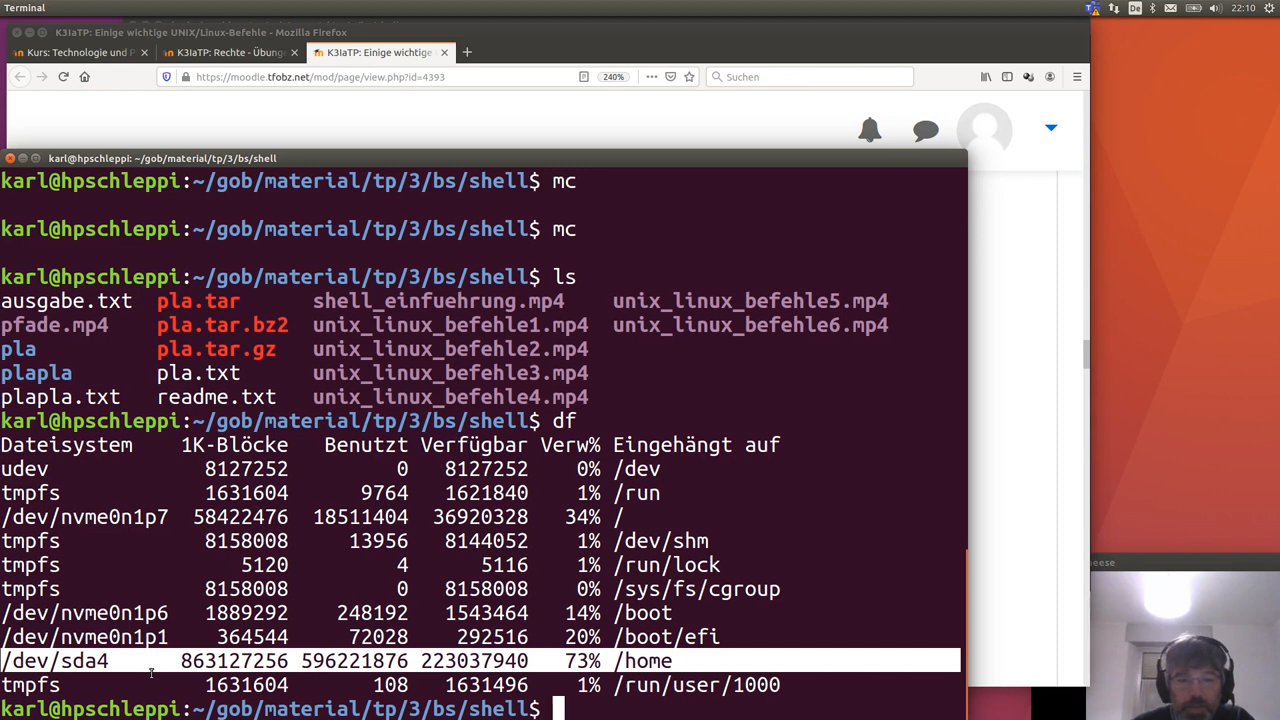 Terminal
De
22:10
K3IaTP: Einige wichtige UNIX/Linux-Befehle - Mozilla Firefox
Kurs: Technologie und P
K3IaTP: Rechte - Übung
K3IaTP: Einige wichtige
https://moodle.tfobz.net/mod/page/view.php?id=4393
240%
Suchen
karl@hpschleppi: ~/gob/material/tp/3/bs/shell
karl@hpschleppi:~/gob/material/tp/3/bs/shell$ mc
karl@hpschleppi:~/gob/material/tp/3/bs/shell$ mc
karl@hpschleppi:~/gob/material/tp/3/bs/shell$ ls
ausgabe.txt pla.tar shell_einfuehrung.mp4 unix_linux_befehle5.mp4
pfade.mp4 pla.tar.bz2 unix_linux_befehle1.mp4 unix_linux_befehle6.mp4
pla pla.tar.gz unix_linux_befehle2.mp4
plapla pla.txt unix_linux_befehle3.mp4
plapla.txt readme.txt unix_linux_befehle4.mp4
karl@hpschleppi:~/gob/material/tp/3/bs/shell$ df
Dateisystem 1K-Blöcke Benutzt Verfügbar Verw% Eingehängt auf
udev 8127252 0 8127252 0% /dev
tmpfs 1631604 9764 1621840 1% /run
/dev/nvme0n1p7 58422476 18511404 36920328 34% /
tmpfs 8158008 13956 8144052 1% /dev/shm
tmpfs 5120 4 5116 1% /run/lock
tmpfs 8158008 0 8158008 0% /sys/fs/cgroup
/dev/nvme0n1p6 1889292 248192 1543464 14% /boot
/dev/nvme0n1p1 364544 72028 292516 20% /boot/efi
/dev/sda4 863127256 596221876 223037940 73% /home
tmpfs 1631604 108 1631496 1% /run/user/1000
karl@hpschleppi:~/gob/material/tp/3/bs/shell$
eese